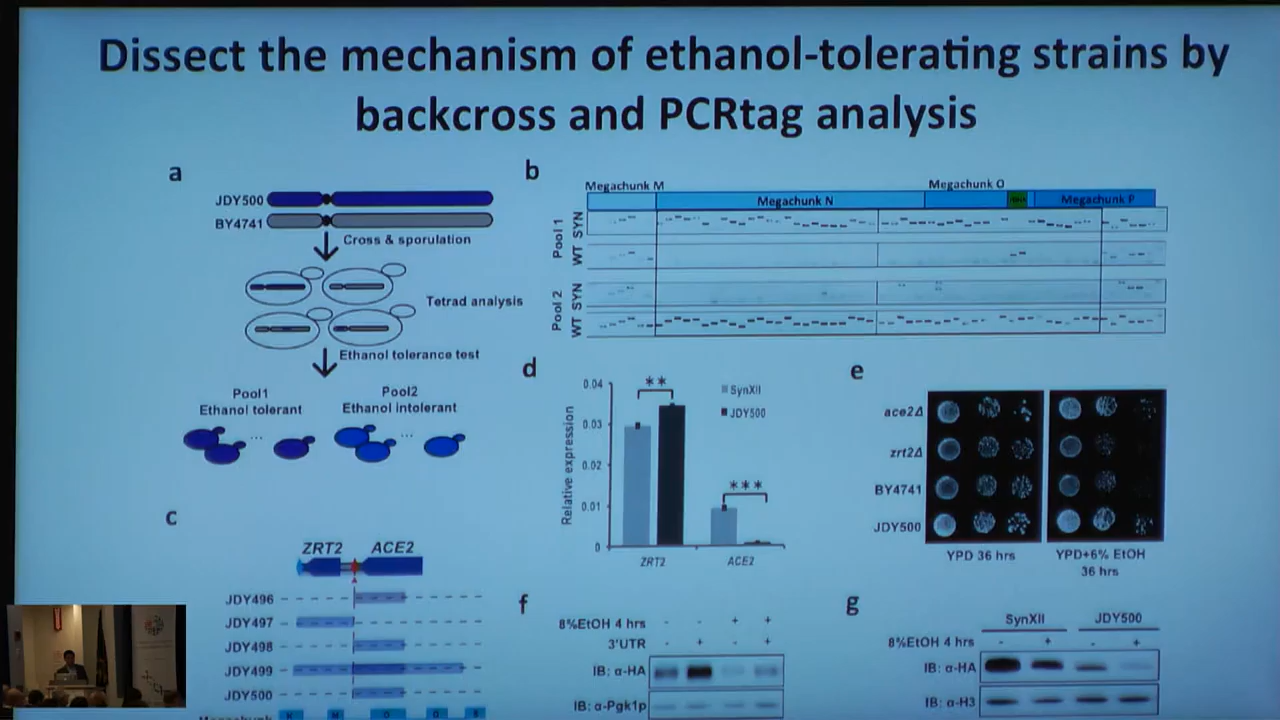 Dissect the mechanism of ethanol-tolerating strains by
backcross and PCRtag analysis
a
JDY500
BY4741
Cross & sporulation
Tetrad analysis
Ethanol tolerance test
Pool1
Ethanol tolerant
Pool2
Ethanol intolerant
...
...
b
Megachunk M
Megachunk O
Megachunk N
Megachunk P
Pool 1
SYN
WT
Pool 2
SYN
WT
c
ZRT2
ACE2
JDY496
JDY497
JDY498
JDY499
JDY500
d
0.04
0.03
0.02
0.01
0
Relative expression
**
***
SynXII
JDY500
ZRT2
ACE2
e
ace2Δ
zrt2Δ
BY4741
JDY500
YPD 36 hrs
YPD+6% EtOH
36 hrs
f
8%EtOH 4 hrs - - + +
3'UTR - + - +
IB: α-HA
IB: α-Pgk1p
g
SynXII
JDY500
8%EtOH 4 hrs - + - +
IB: α-HA
IB: α-H3